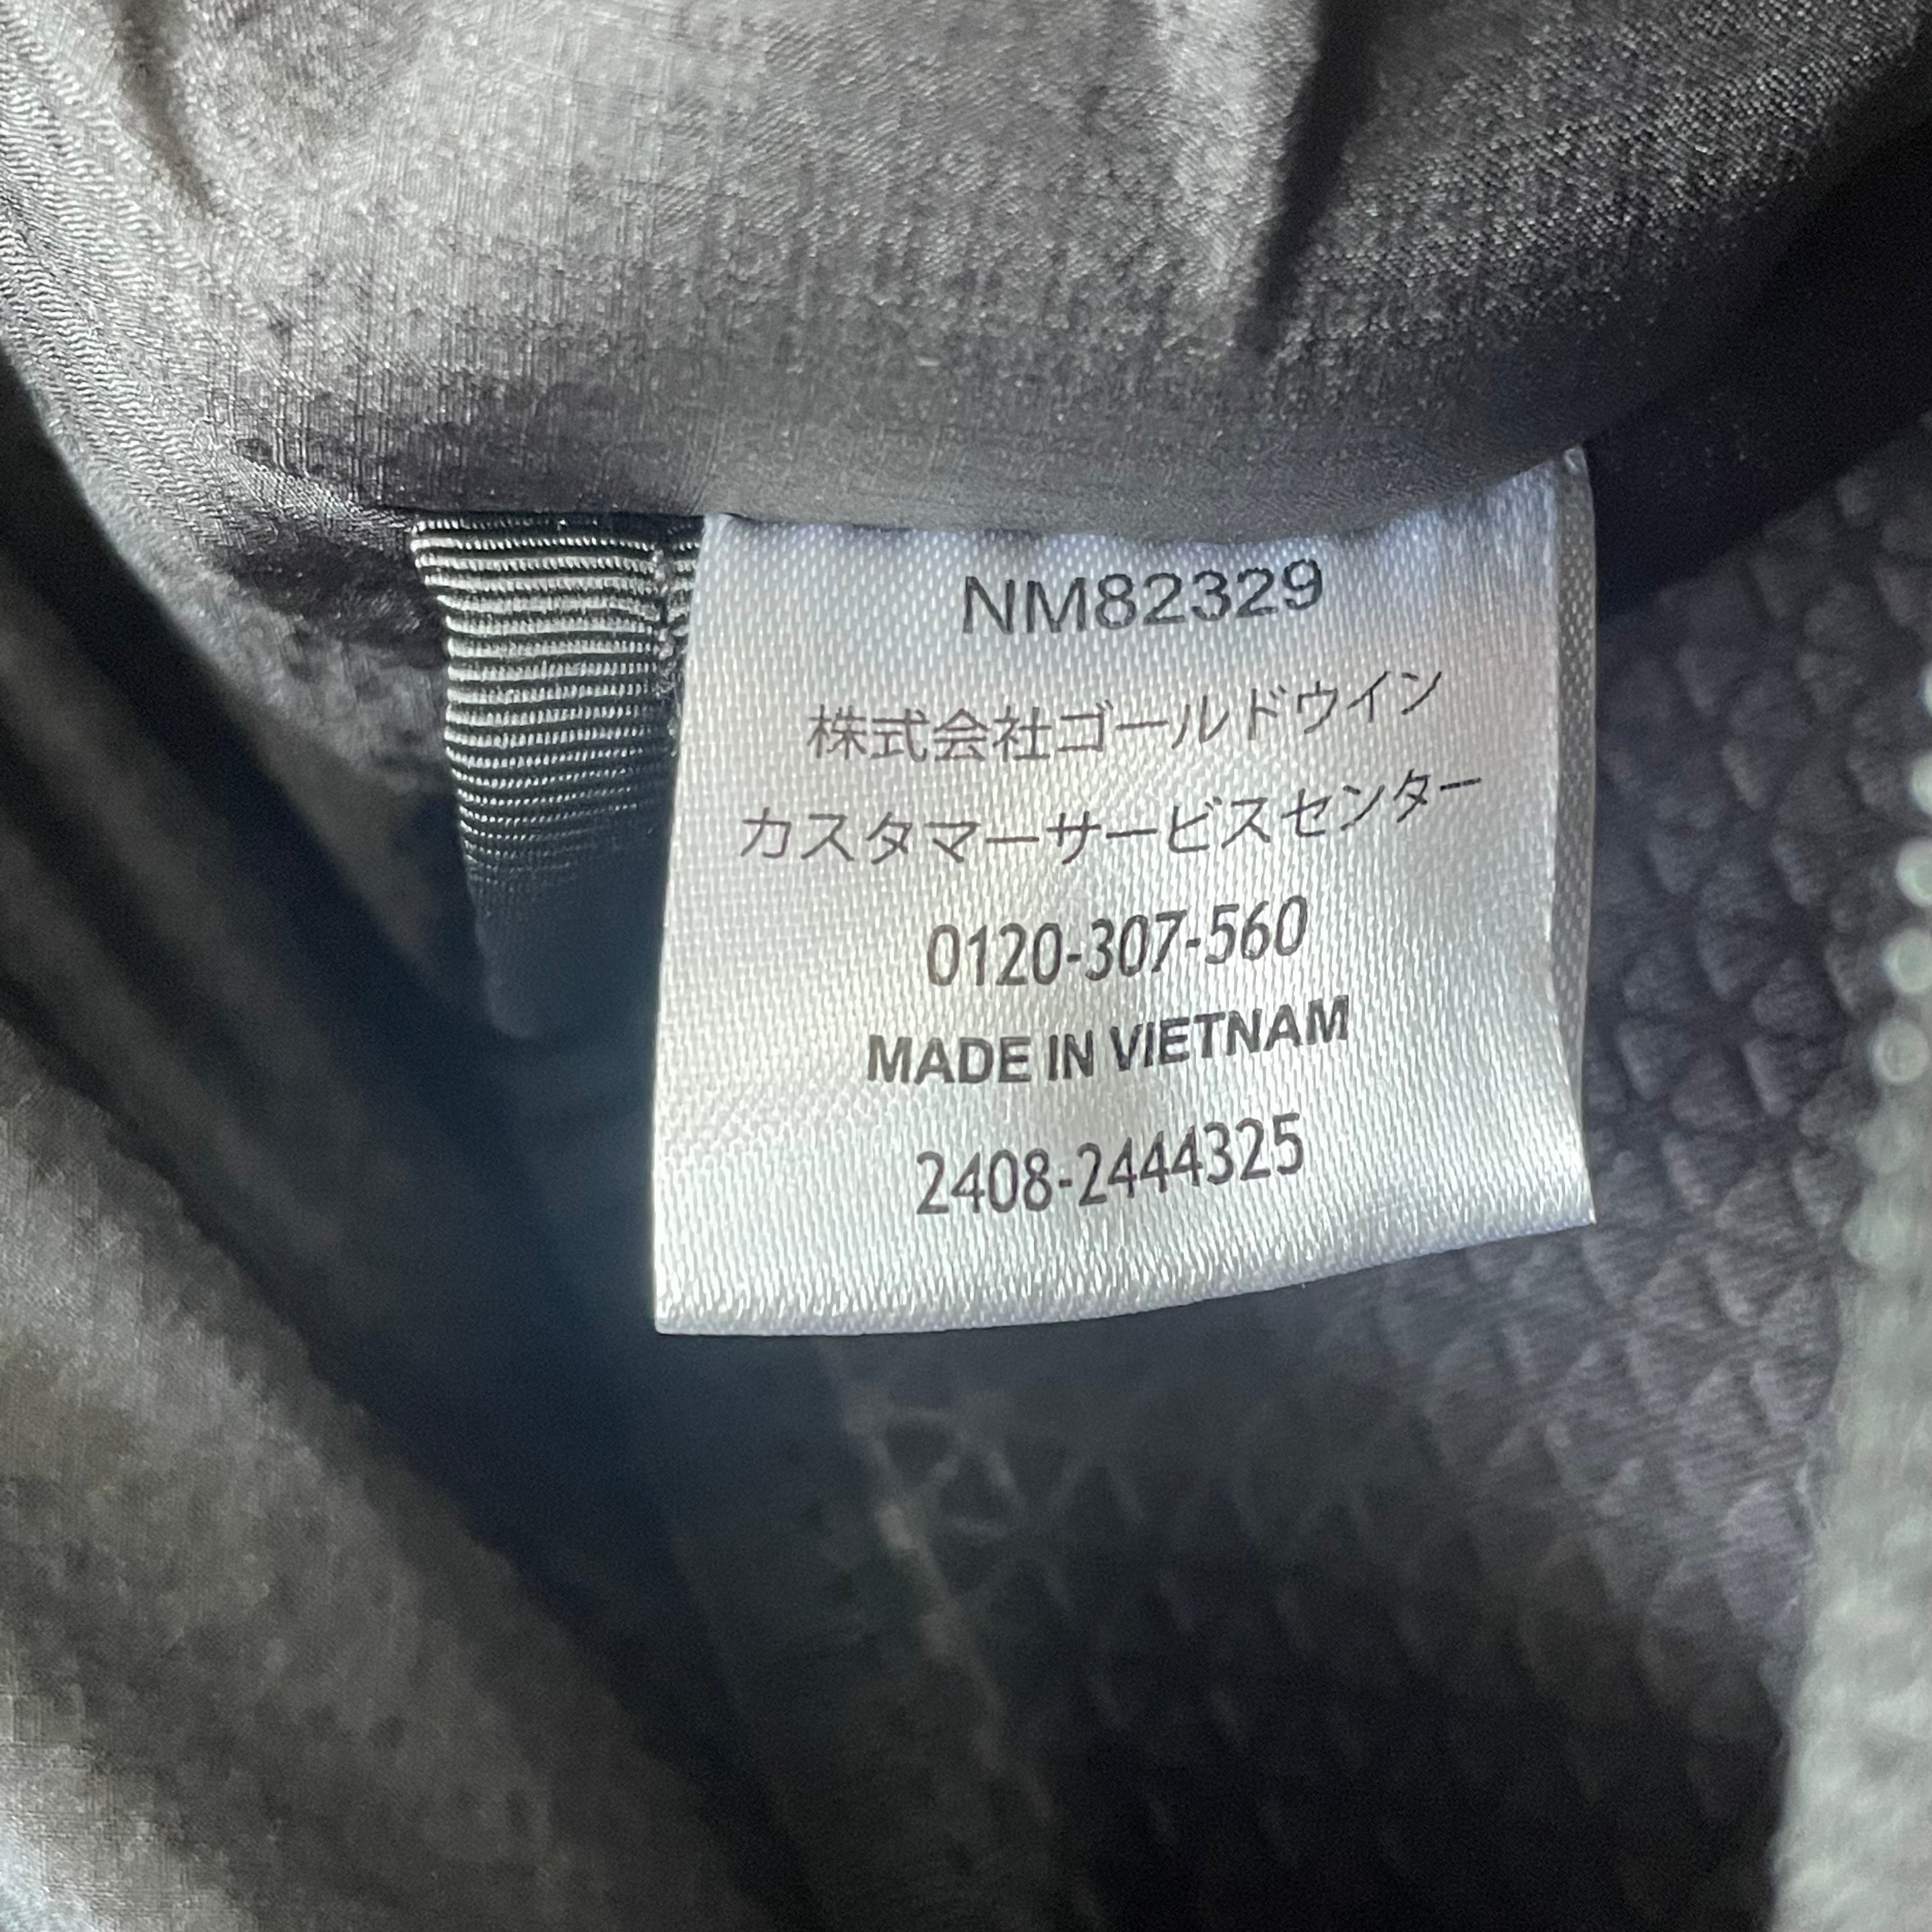 NM82329
株式会社ゴールドウイン
カスタマーサービスセンター
0120-307-560
MADE IN VIETNAM
2408-2444325